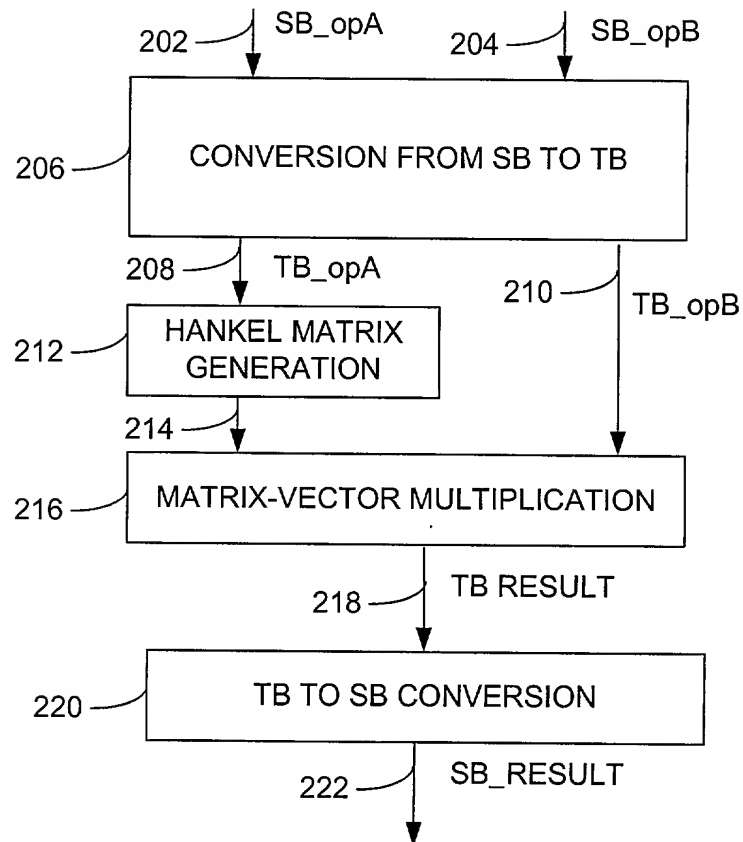 202 SB_opA 204 SB_opB
206 CONVERSION FROM SB TO TB
208 TB_opA 210 TB_opB
212 HANKEL MATRIX
GENERATION
214
216 MATRIX-VECTOR MULTIPLICATION
218 TB RESULT
220 TB TO SB CONVERSION
222 SB_RESULT